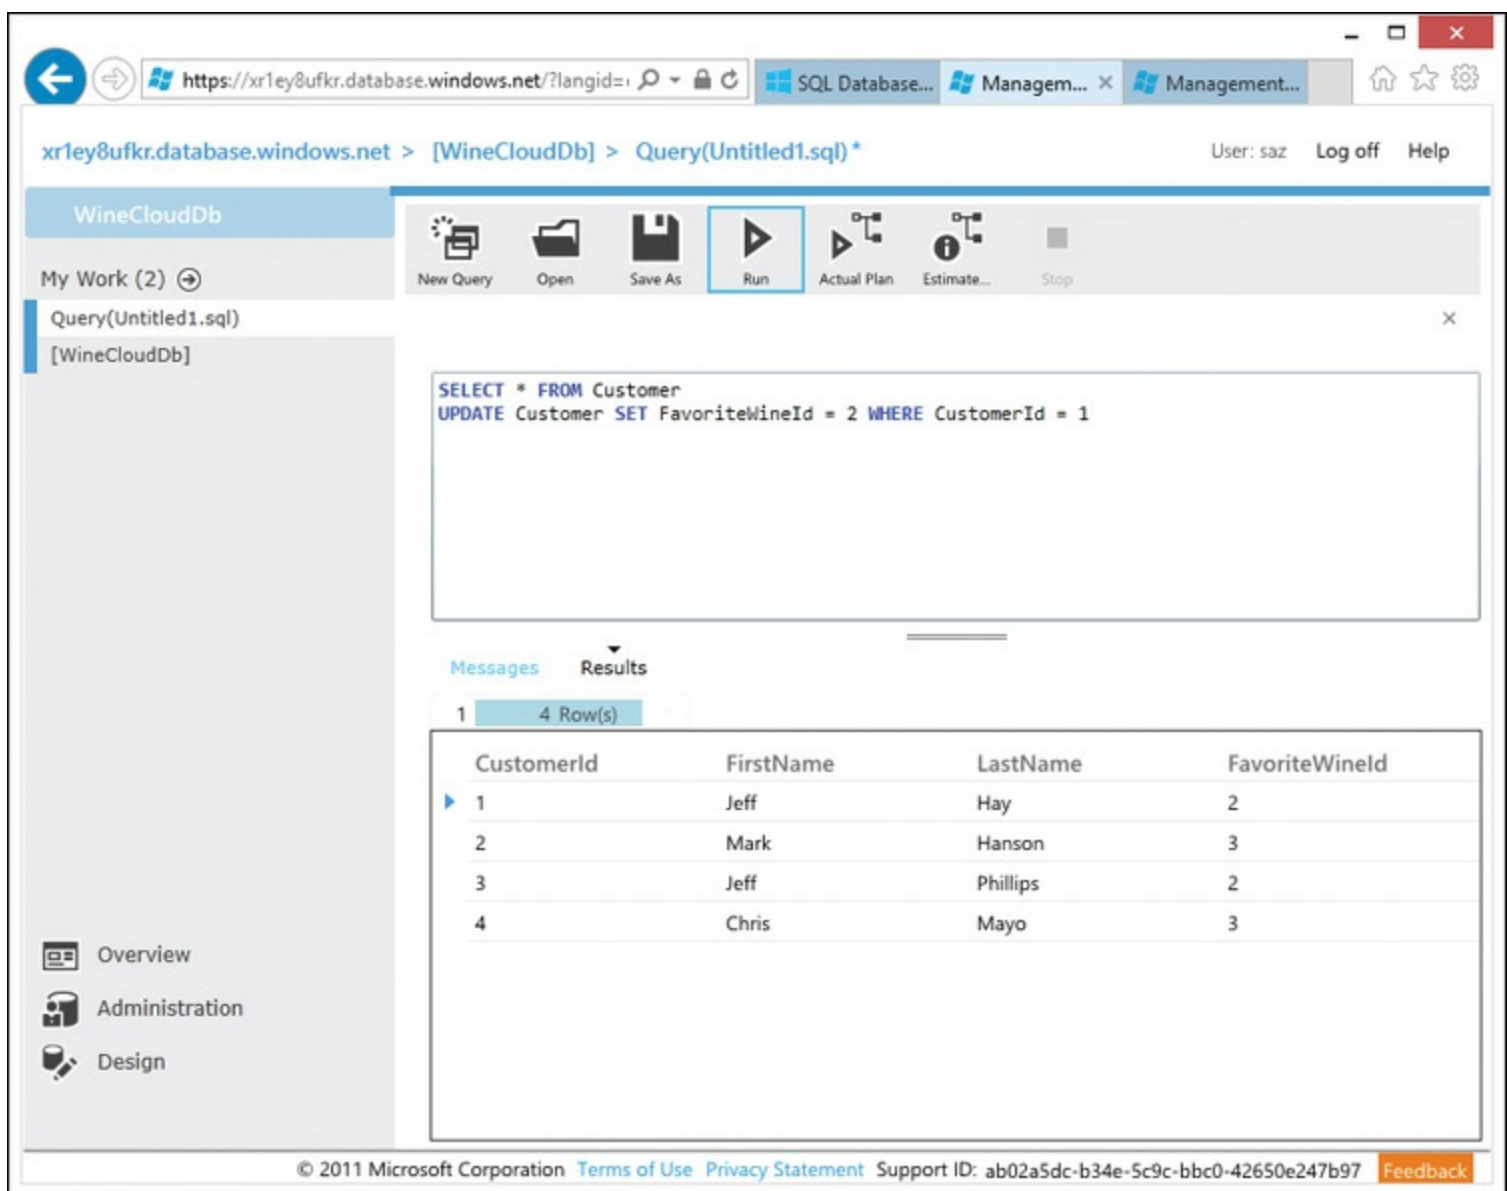 https://xr1ey8ufkr.database.windows.net/?langid=
SQL Database...
Managem...
Management...
xr1ey8ufkr.database.windows.net > [WineCloudDb] > Query(Untitled1.sql) *
User: saz Log off Help
WineCloudDb
My Work (2)
Query(Untitled1.sql)
[WineCloudDb]
New Query Open Save As Run Actual Plan Estimate... Stop
SELECT * FROM Customer
UPDATE Customer SET FavoriteWineId = 2 WHERE CustomerId = 1
Messages Results
1 4 Row(s)
CustomerId FirstName LastName FavoriteWineId
1 Jeff Hay 2
2 Mark Hanson 3
3 Jeff Phillips 2
4 Chris Mayo 3
Overview
Administration
Design
© 2011 Microsoft Corporation Terms of Use Privacy Statement Support ID: ab02a5dc-b34e-5c9c-bbc0-42650e247b97 Feedback